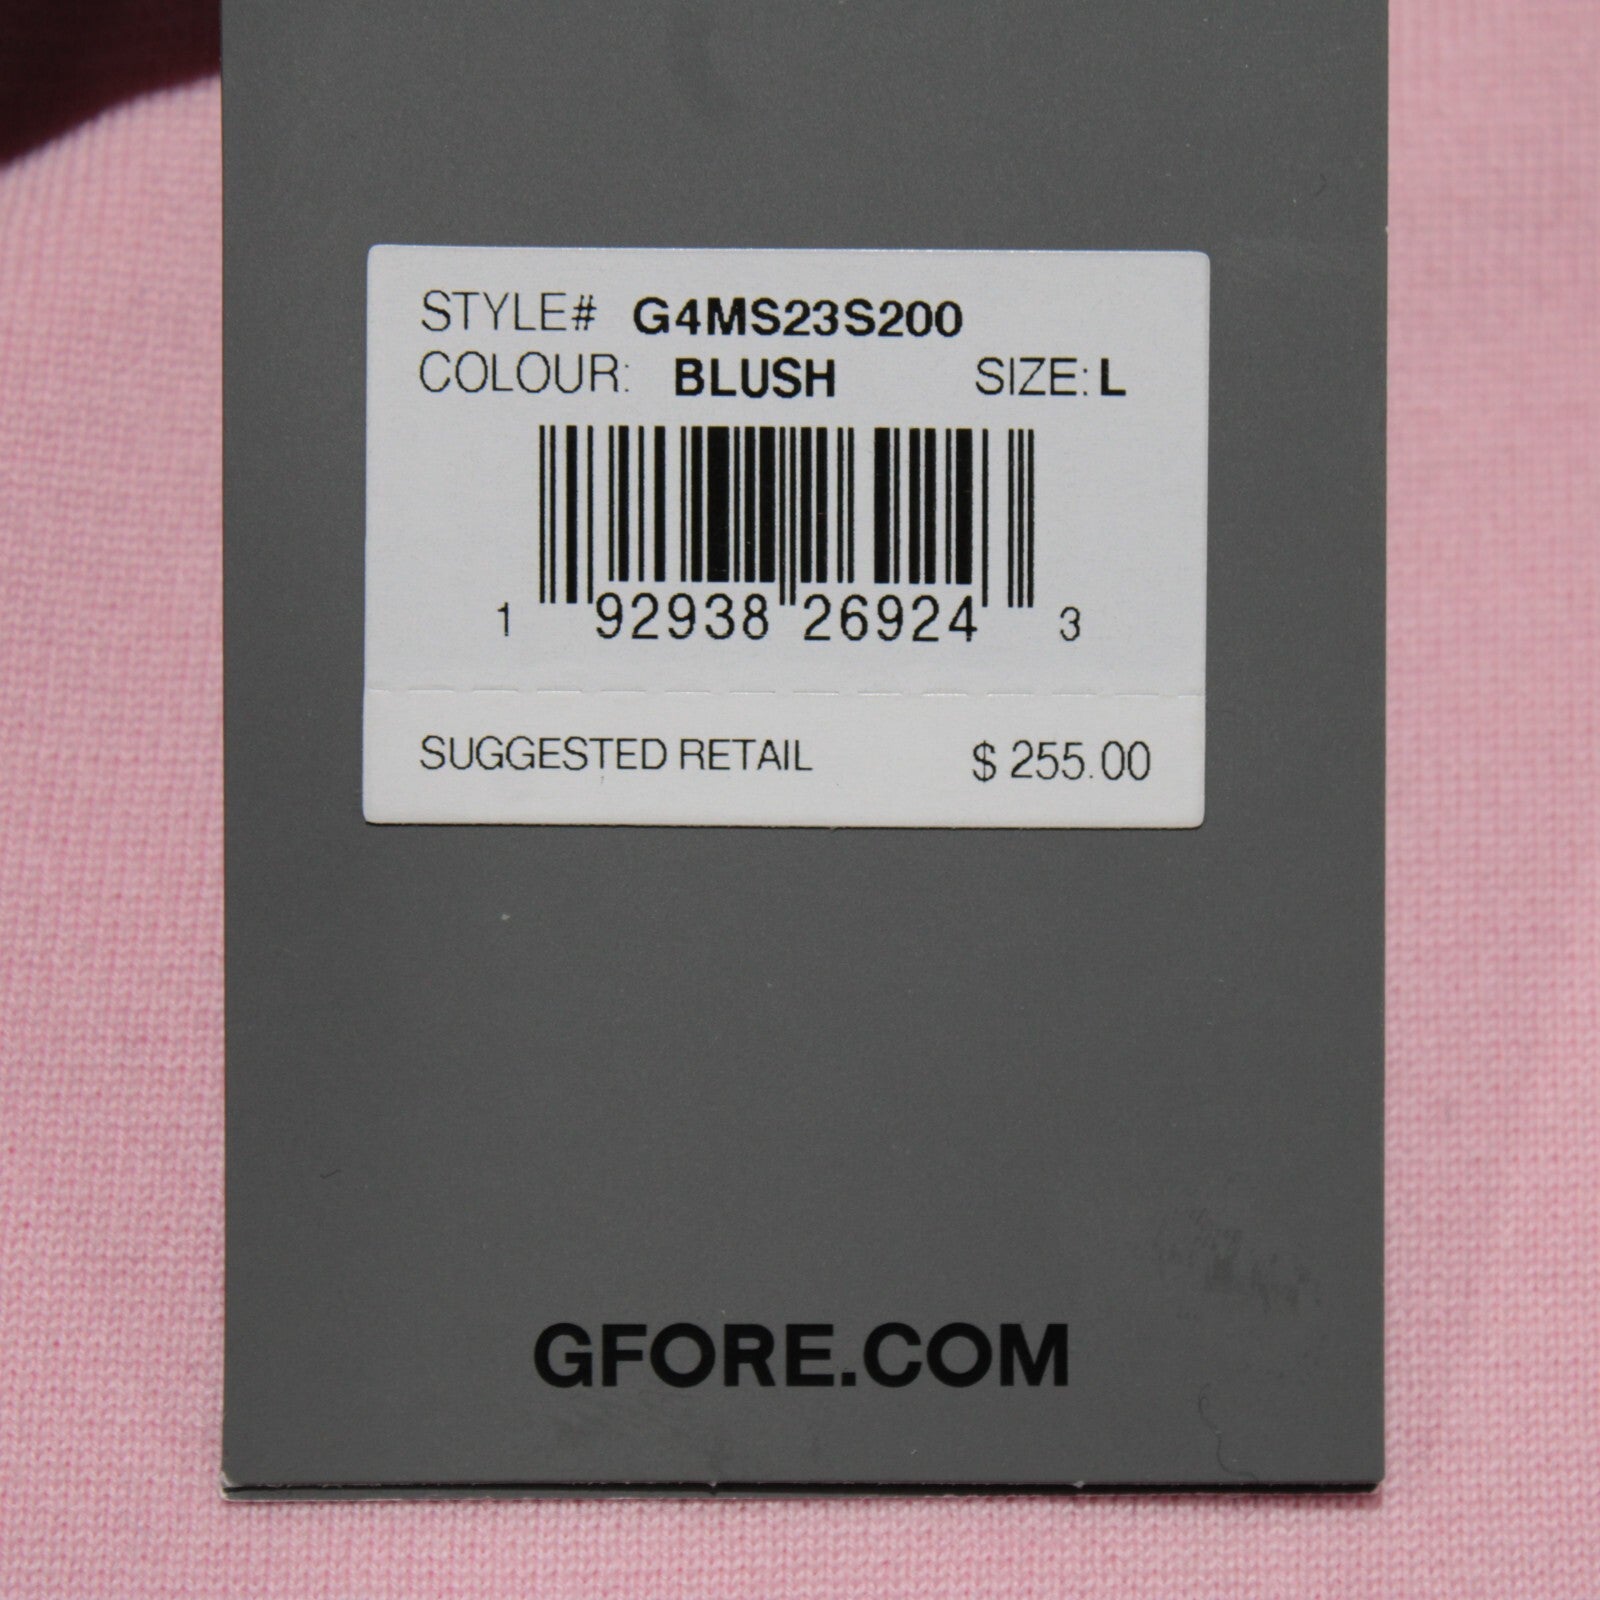 STYLE# G4MS23S200
COLOUR: BLUSH SIZE: L
1 92938 26924 3
SUGGESTED RETAIL $ 255.00
GFORE.COM